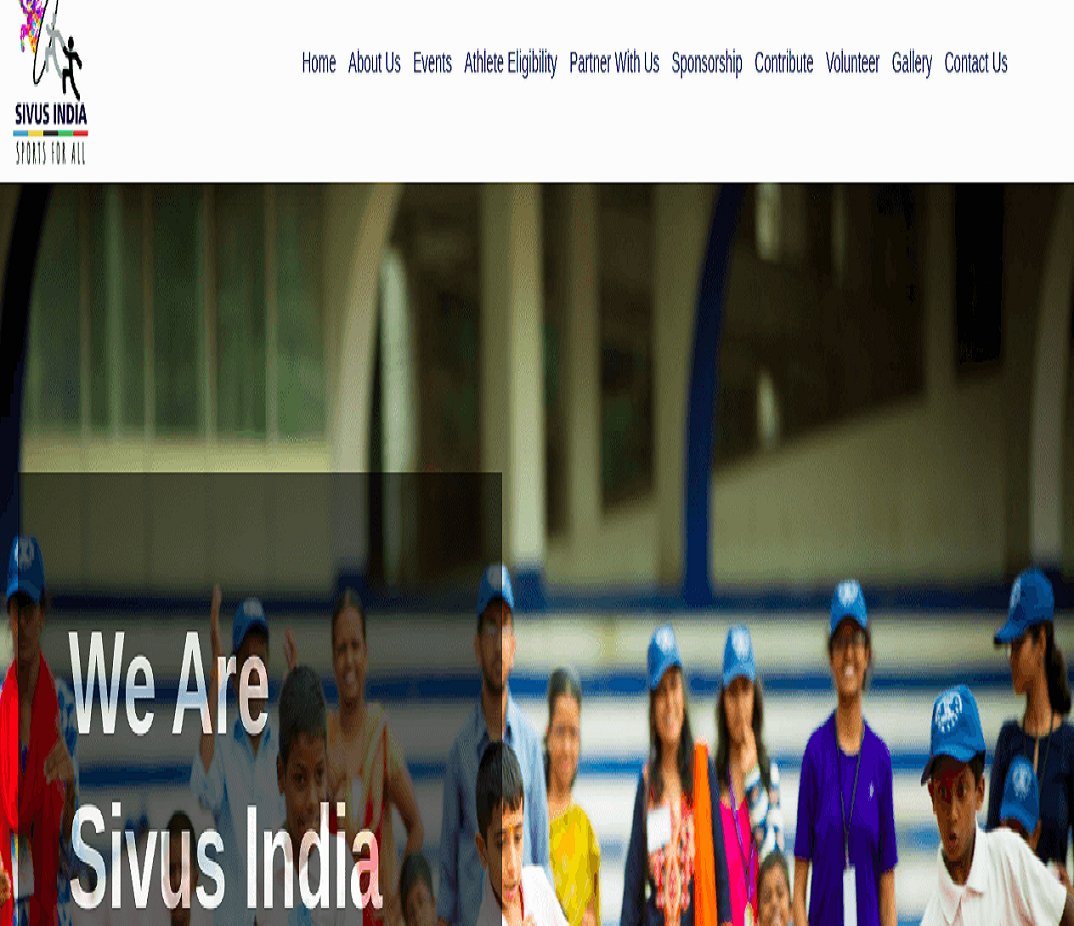 SIVUS INDIA
SPORTS FOR ALL
Home About Us Events Athlete Eligibility Partner With Us Sponsorship Contribute Volunteer Gallery Contact Us
We Are
Sivus India